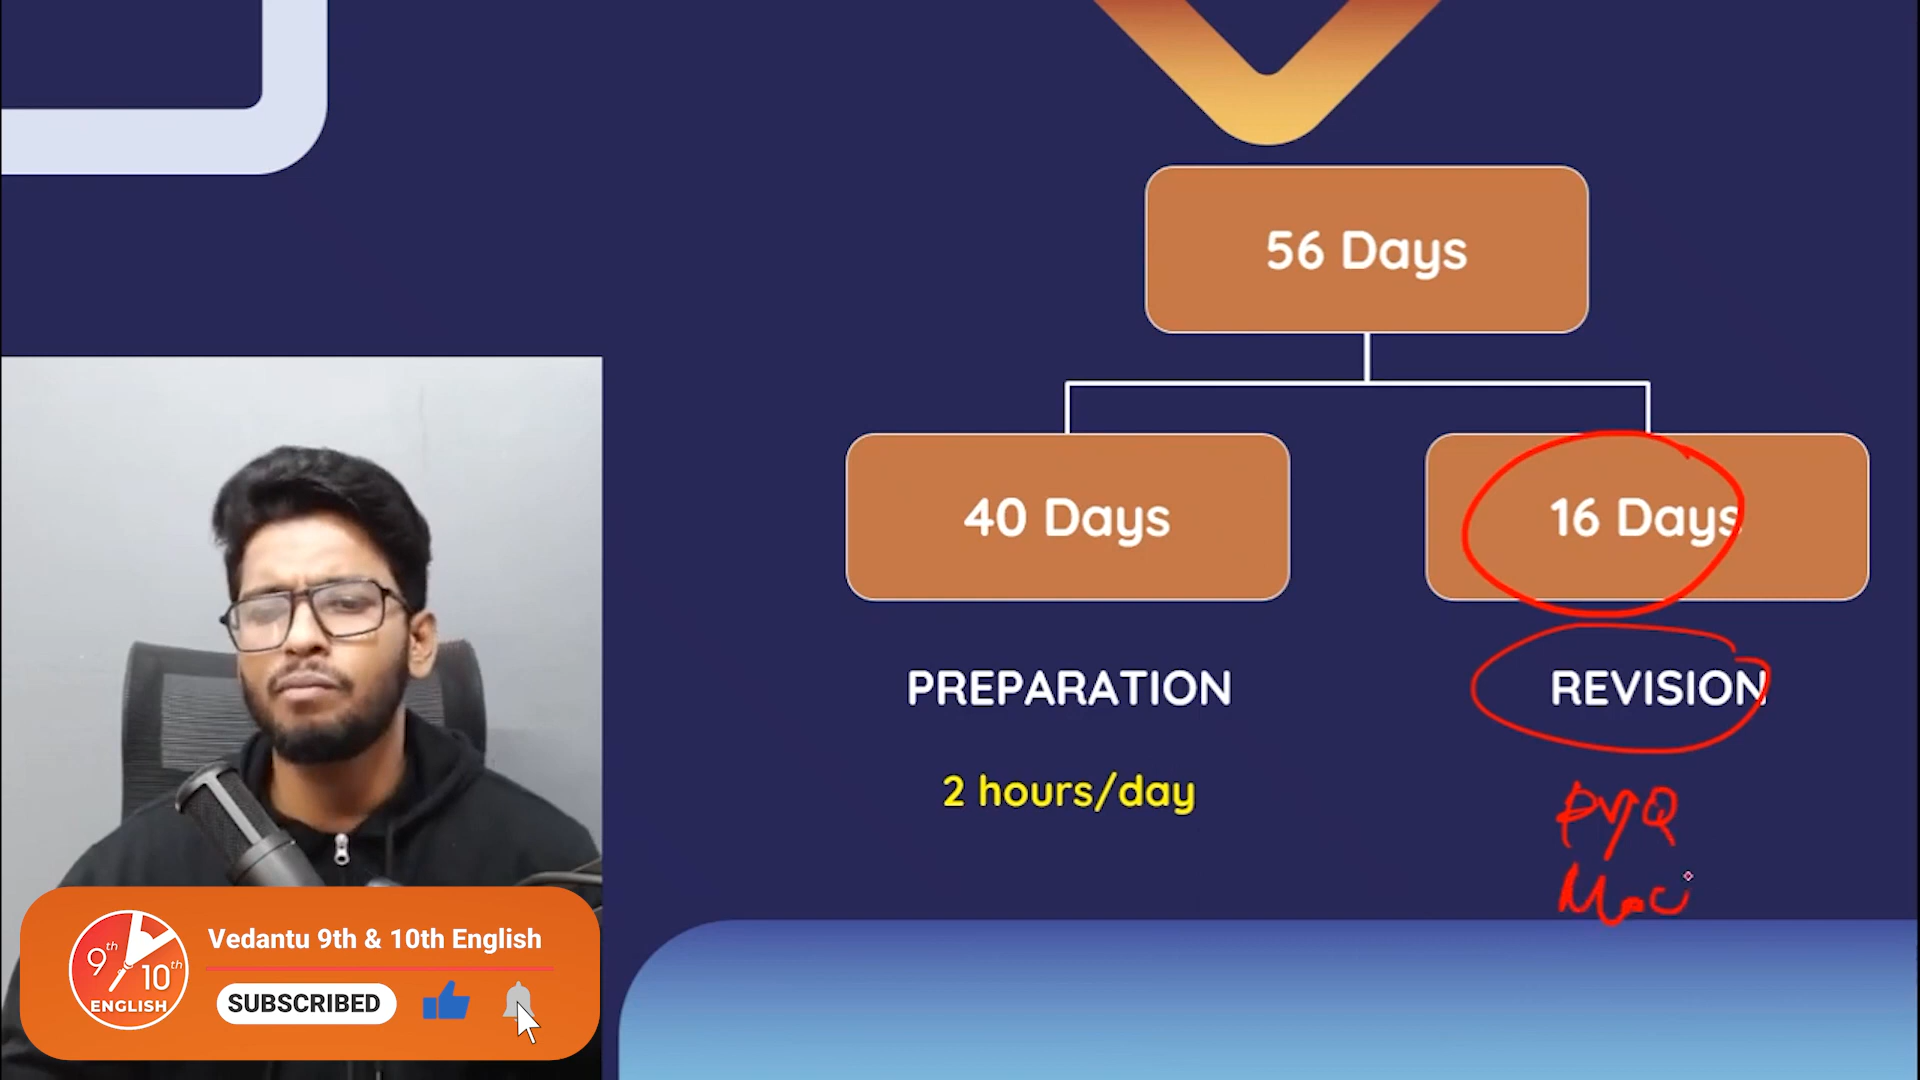 56 Days
40 Days
16 Days
PREPARATION
REVISION
2 hours/day
PYQ
Moc
9th
10th
ENGLISH
Vedantu 9th & 10th English
SUBSCRIBED